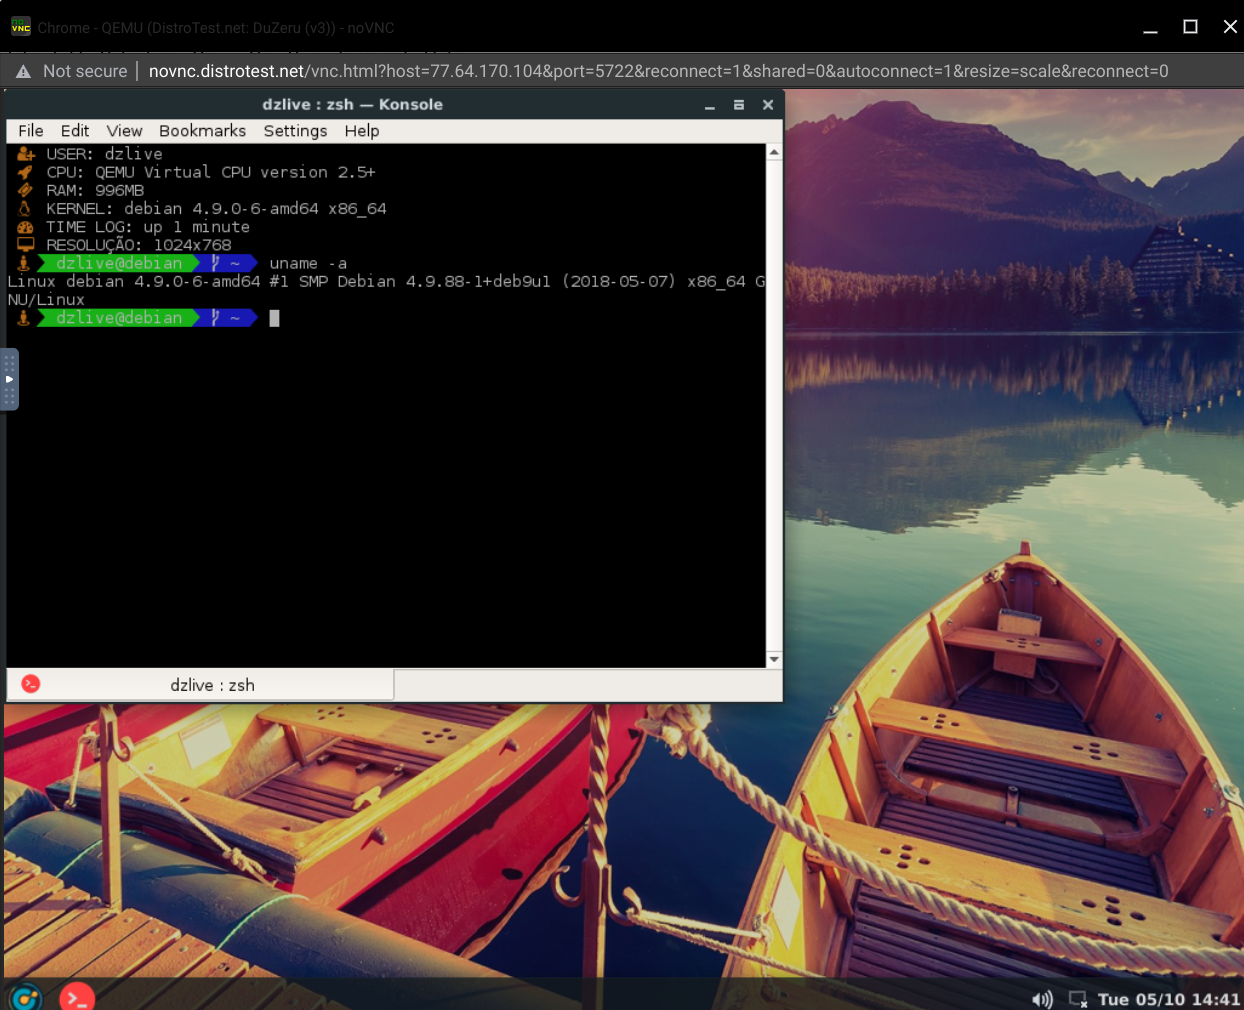 Chrome - QEMU (DistroTest.net: DuZeru (v3)) - noVNC
Not secure | novnc.distrotest.net/vnc.html?host=77.64.170.104&port=5722&reconnect=1&shared=0&autoconnect=1&resize=scale&reconnect=0
dzlive : zsh — Konsole
File Edit View Bookmarks Settings Help
USER: dzlive
CPU: QEMU Virtual CPU version 2.5+
RAM: 996MB
KERNEL: debian 4.9.0-6-amd64 x86_64
TIME LOG: up 1 minute
RESOLUÇÃO: 1024x768
dzlive@debian ~ uname -a
Linux debian 4.9.0-6-amd64 #1 SMP Debian 4.9.88-1+deb9u1 (2018-05-07) x86_64 G
NU/Linux
dzlive@debian ~
dzlive : zsh
Tue 05/10 14:41